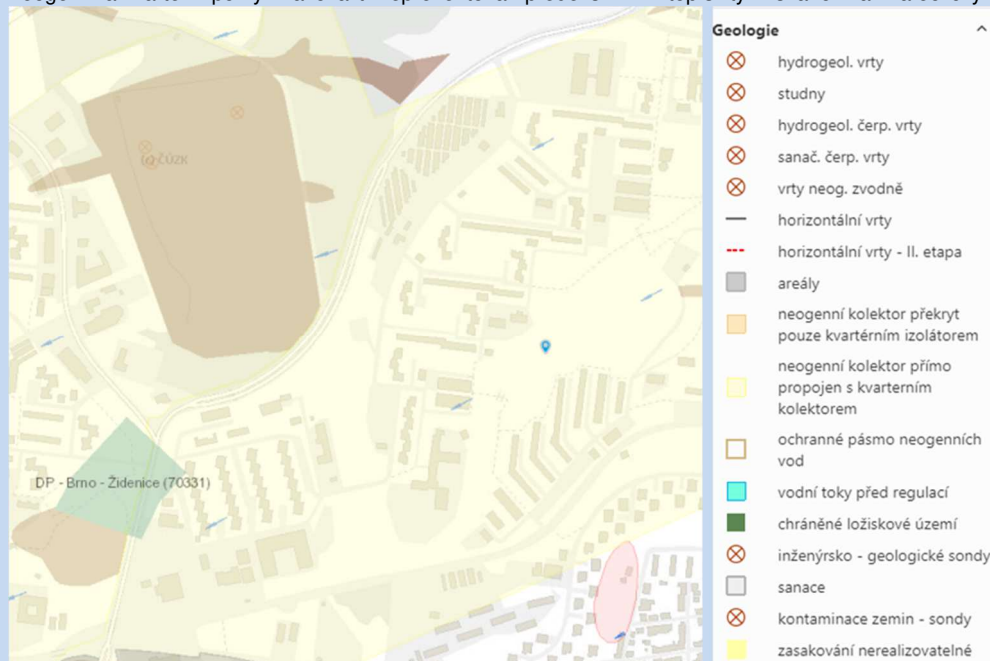 (c) ČÚZK
DP - Brno - Židenice (70331)
Geologie
hydrogeol. vrty
studny
hydrogeol. čerp. vrty
sanač. čerp. vrty
vrty neog. zvodně
horizontální vrty
horizontální vrty - II. etapa
areály
neogenní kolektor překryt
pouze kvartérním izolátorem
neogenní kolektor přímo
propojen s kvarterním
kolektorem
ochranné pásmo neogenních
vod
vodní toky před regulací
chráněné ložiskové území
inženýrsko - geologické sondy
sanace
kontaminace zemin - sondy
zasakování nerealizovatelné